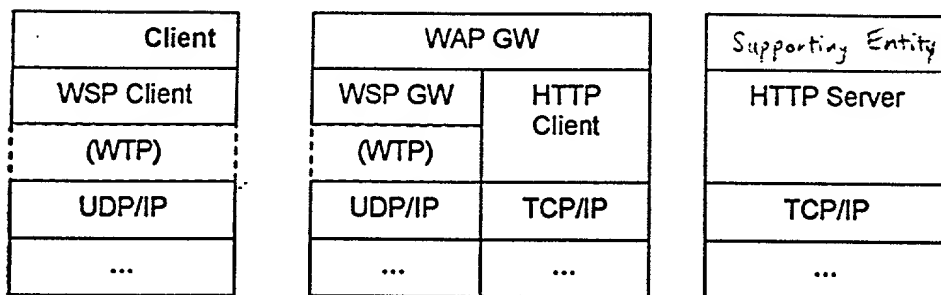 Client
WSP Client
(WTP)
UDP/IP
...
WAP GW
WSP GW
HTTP
Client
(WTP)
UDP/IP
TCP/IP
...
...
Supporting Entity
HTTP Server
TCP/IP
...